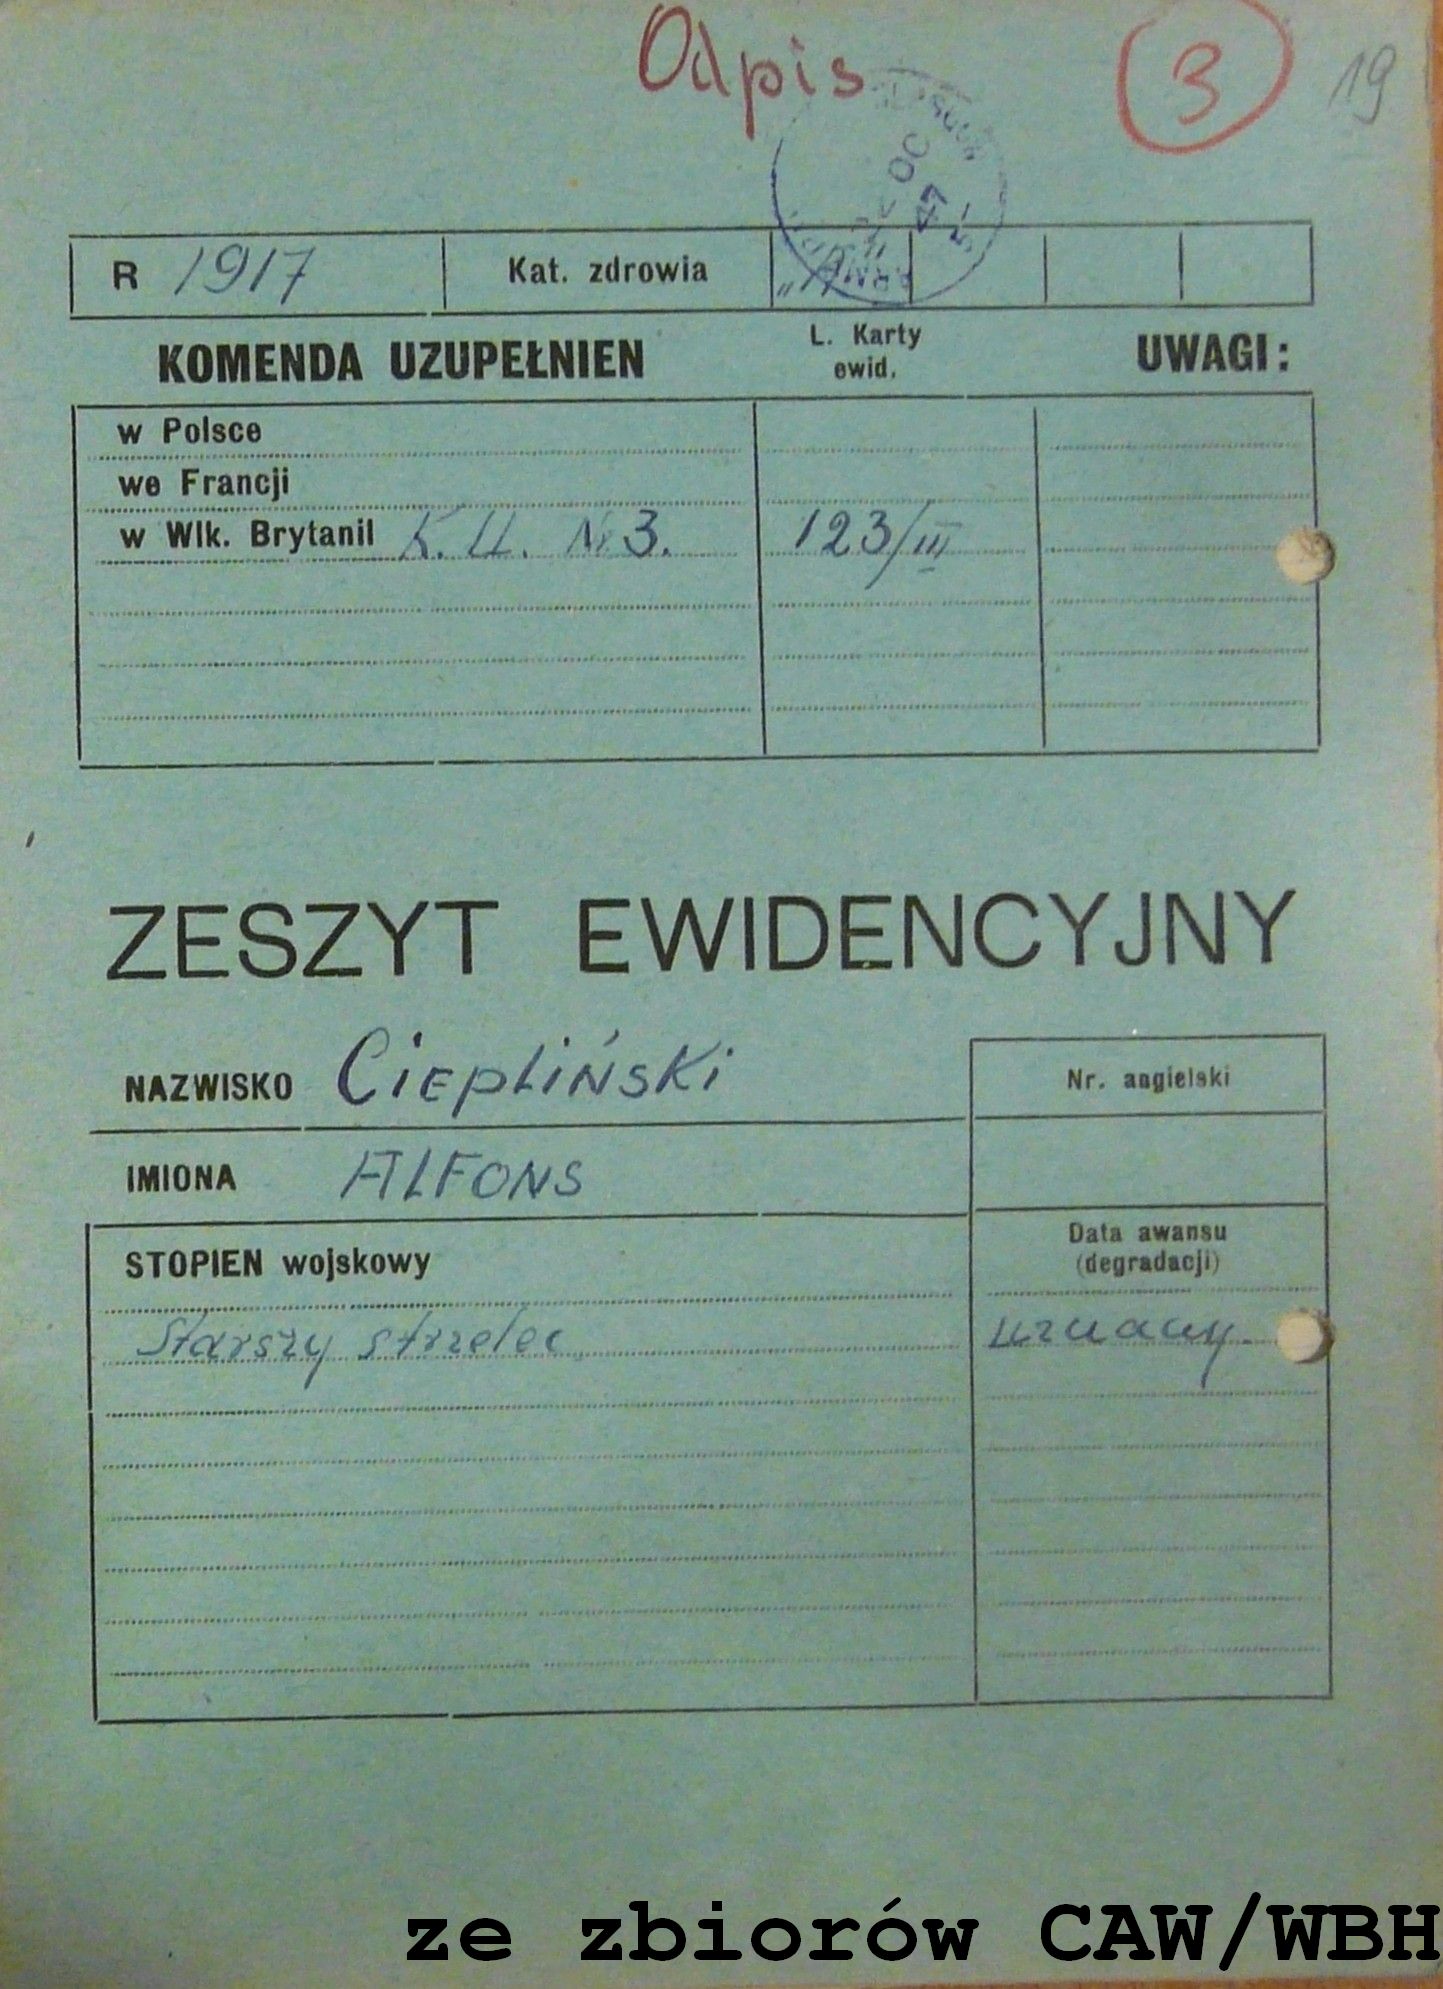 Odpis 3 19
R 1917 Kat. zdrowia "A"
KOMENDA UZUPEŁNIEN L. Karty ewid. UWAGI:
w Polsce
we Francji
w Wlk. Brytanii K. U. Nr 3. 123/III
ZESZYT EWIDENCYJNY
NAZWISKO Ciepliński Nr. angielski
IMIONA ALFONS
STOPIEN wojskowy Data awansu (degradacji)
Starszy strzelec uznany.
ze zbiorów CAW/WBH